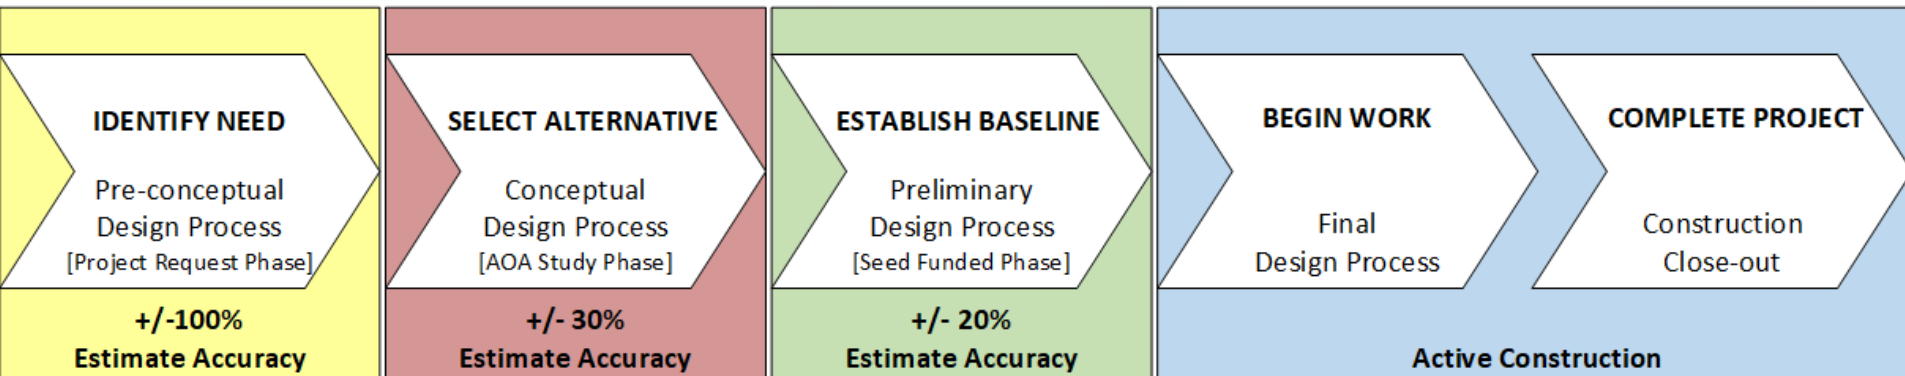 IDENTIFY NEED
Pre-conceptual
Design Process
[Project Request Phase]
+/-100%
Estimate Accuracy
SELECT ALTERNATIVE
Conceptual
Design Process
[AOA Study Phase]
+/- 30%
Estimate Accuracy
ESTABLISH BASELINE
Preliminary
Design Process
[Seed Funded Phase]
+/- 20%
Estimate Accuracy
BEGIN WORK
Final
Design Process
COMPLETE PROJECT
Construction
Close-out
Active Construction